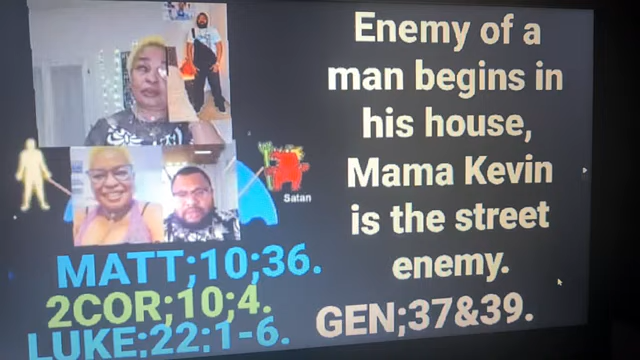 Enemy of a
man begins in
his house,
Mama Kevin
is the street
enemy.
GEN;37&39.
Satan
MATT;10;36.
2COR;10;4.
LUKE;22:1-6.